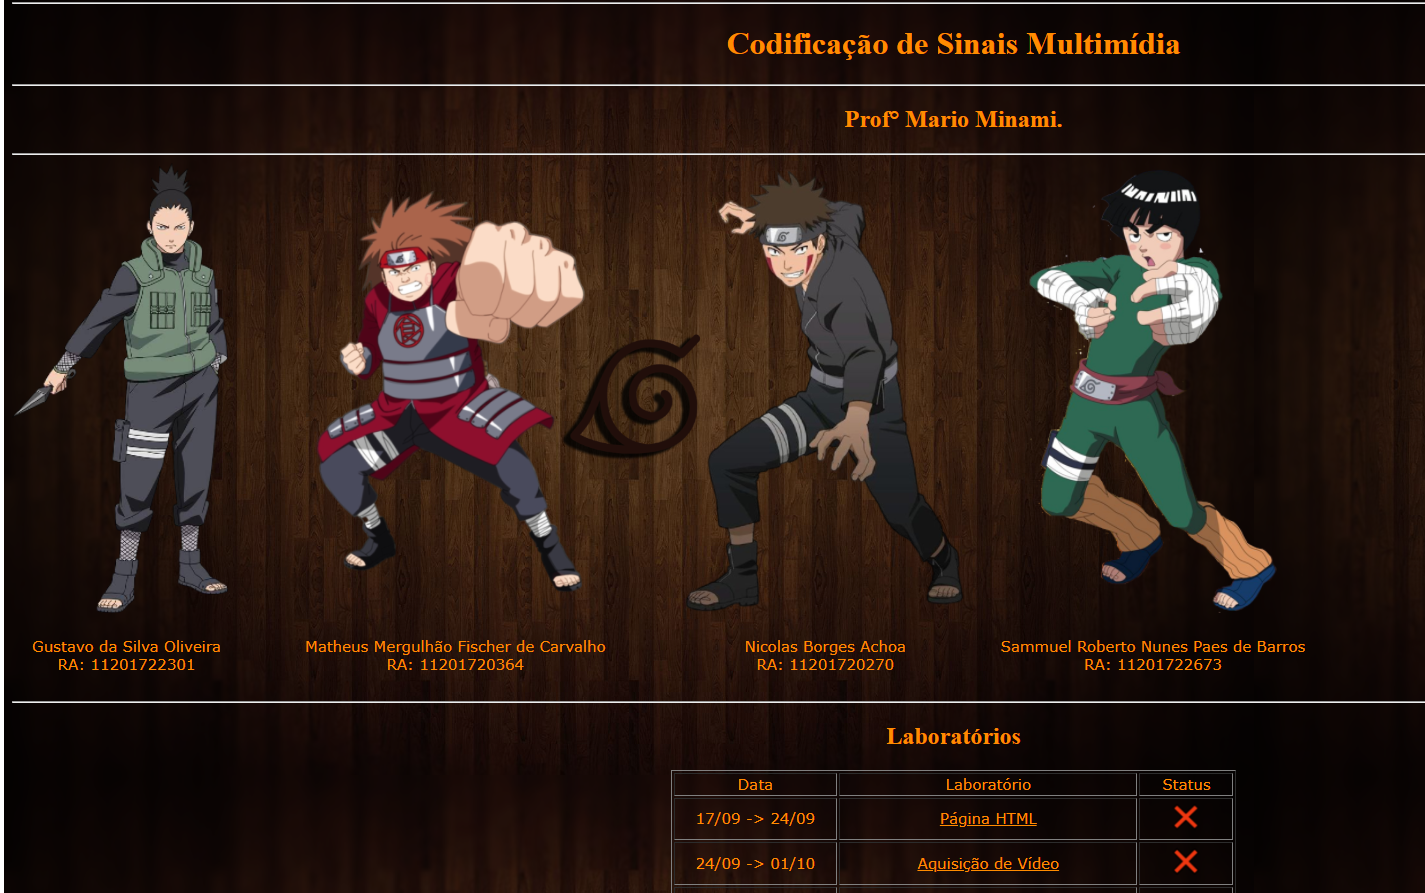 Codificação de Sinais Multimídia
Prof° Mario Minami.
Gustavo da Silva Oliveira
RA: 11201722301
Matheus Mergulhão Fischer de Carvalho
RA: 11201720364
Nicolas Borges Achoa
RA: 11201720270
Sammuel Roberto Nunes Paes de Barros
RA: 11201722673
Laboratórios
Data Laboratório Status
17/09 -> 24/09 Página HTML
24/09 -> 01/10 Aquisição de Vídeo